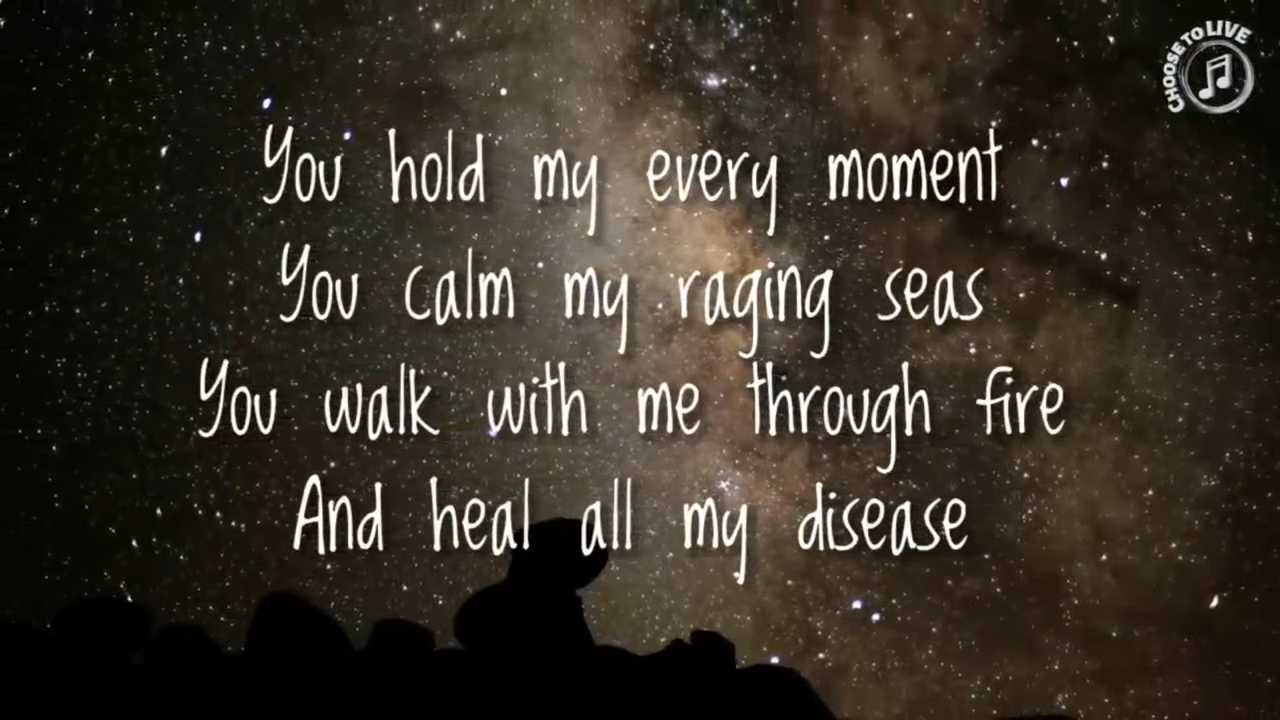 CHOOSE TO LIVE
You hold my every moment
You calm my raging seas
You walk with me through fire
And heal all my disease